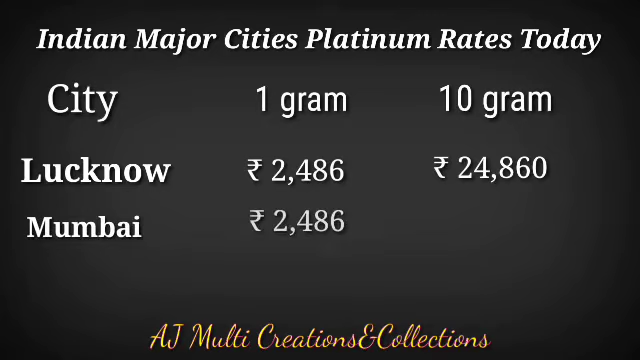 Indian Major Cities Platinum Rates Today
City 1 gram 10 gram
Lucknow ₹ 2,486 ₹ 24,860
Mumbai ₹ 2,486
AJ Multi Creations&Collections